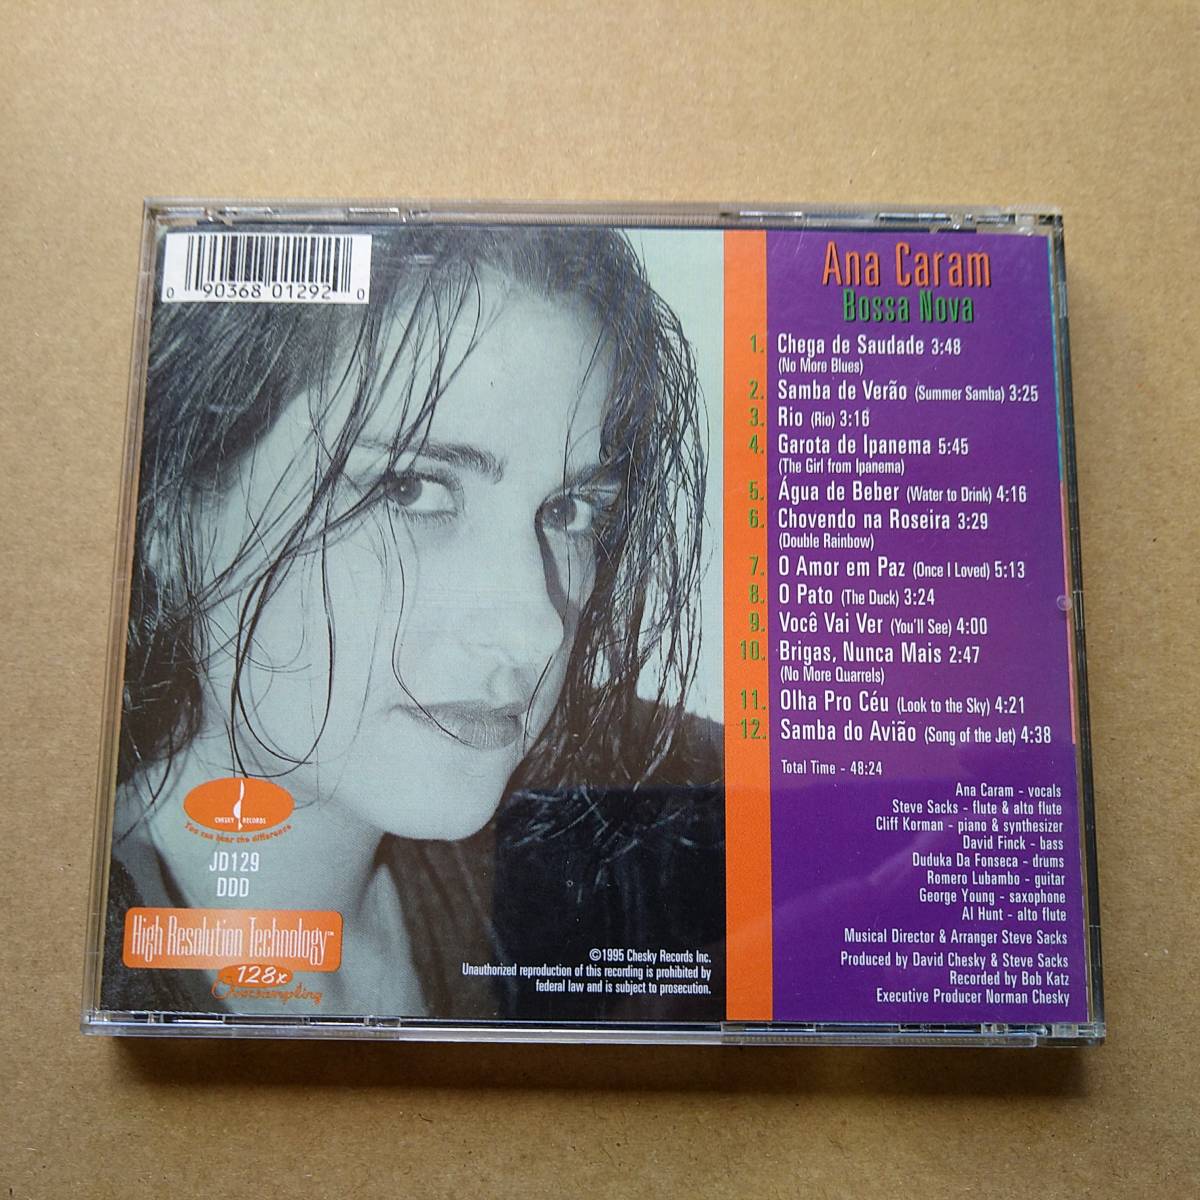 0 90368 01292 0
Ana Caram
Bossa Nova
1. Chega de Saudade 3:48
(No More Blues)
2. Samba de Verão (Summer Samba) 3:25
3. Rio (Rio) 3:16
4. Garota de Ipanema 5:45
(The Girl from Ipanema)
5. Água de Beber (Water to Drink) 4:16
6. Chovendo na Roseira 3:29
(Double Rainbow)
7. O Amor em Paz (Once I Loved) 5:13
8. O Pato (The Duck) 3:24
9. Você Vai Ver (You'll See) 4:00
10. Brigas, Nunca Mais 2:47
(No More Quarrels)
11. Olha Pro Céu (Look to the Sky) 4:21
12. Samba do Avião (Song of the Jet) 4:38
Total Time - 48:24
Ana Caram - vocals
Steve Sacks - flute & alto flute
Cliff Korman - piano & synthesizer
David Finck - bass
Duduka Da Fonseca - drums
Romero Lubambo - guitar
George Young - saxophone
Al Hunt - alto flute
Musical Director & Arranger Steve Sacks
Produced by David Chesky & Steve Sacks
Recorded by Bob Katz
Executive Producer Norman Chesky
CHESKY RECORDS
You can hear the difference
JD129
DDD
High Resolution Technology™
128x
Oversampling
©1995 Chesky Records Inc.
Unauthorized reproduction of this recording is prohibited by
federal law and is subject to prosecution.